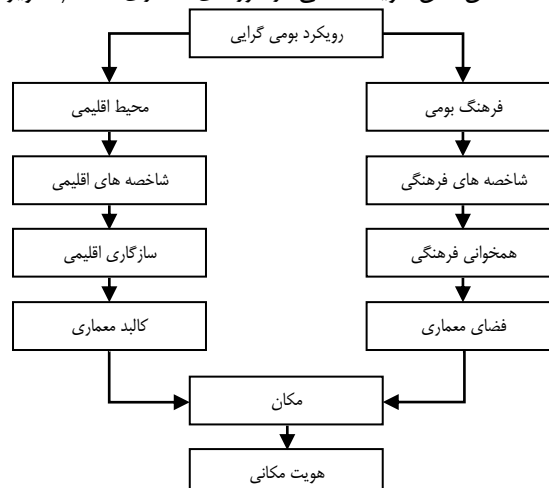 رویکرد بومی گرایی
فرهنگ بومی
محیط اقلیمی
شاخصه های فرهنگی
شاخصه های اقلیمی
همخوانی فرهنگی
سازگاری اقلیمی
فضای معماری
کالبد معماری
مکان
هویت مکانی